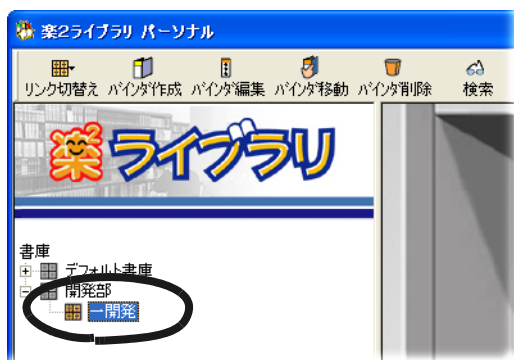 楽2ライブラリ パーソナル
リンク切替え バインダ作成 バインダ編集 バインダ移動 バインダ削除 検索
楽2ライブラリ
書庫
デフォルト書庫
開発部
一開発